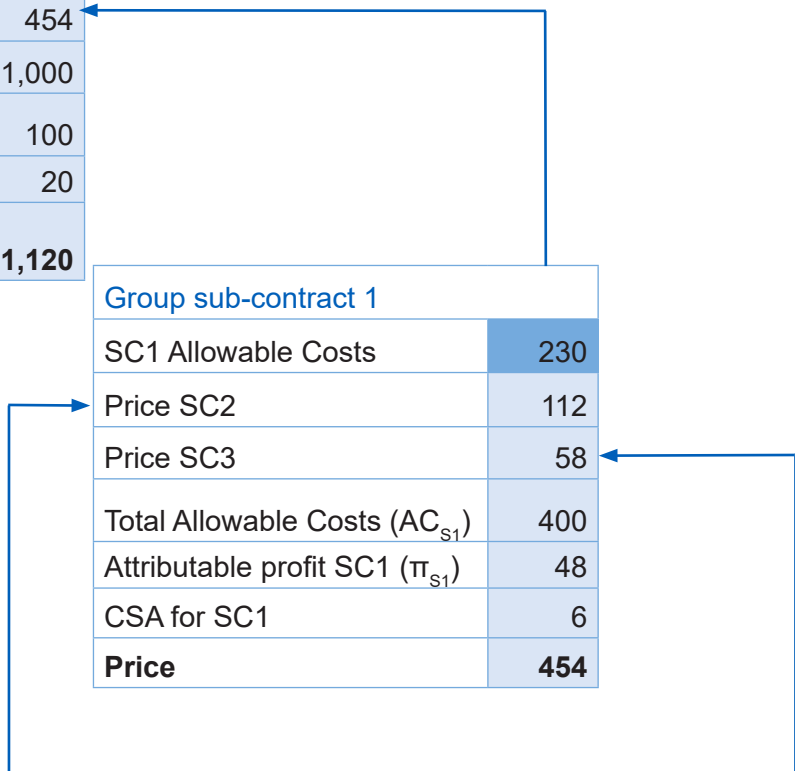 454
1,000
100
20
1,120
Group sub-contract 1
SC1 Allowable Costs 230
Price SC2 112
Price SC3 58
Total Allowable Costs (AC_S1) 400
Attributable profit SC1 (π_S1) 48
CSA for SC1 6
Price 454